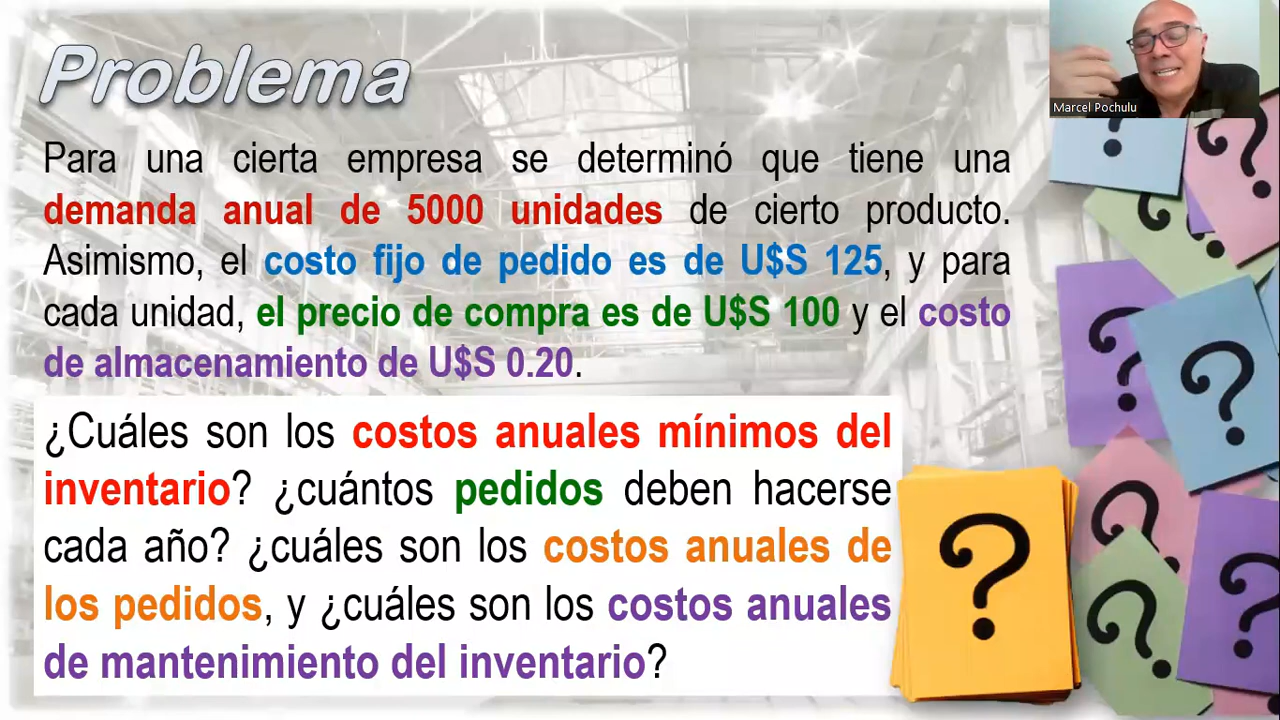 Problema
Marcel Pochulu
Para una cierta empresa se determinó que tiene una
demanda anual de 5000 unidades de cierto producto.
Asimismo, el costo fijo de pedido es de U$S 125, y para
cada unidad, el precio de compra es de U$S 100 y el costo
de almacenamiento de U$S 0.20.
¿Cuáles son los costos anuales mínimos del
inventario? ¿cuántos pedidos deben hacerse
cada año? ¿cuáles son los costos anuales de
los pedidos, y ¿cuáles son los costos anuales
de mantenimiento del inventario?
?
?
?
?
?
?
?
?